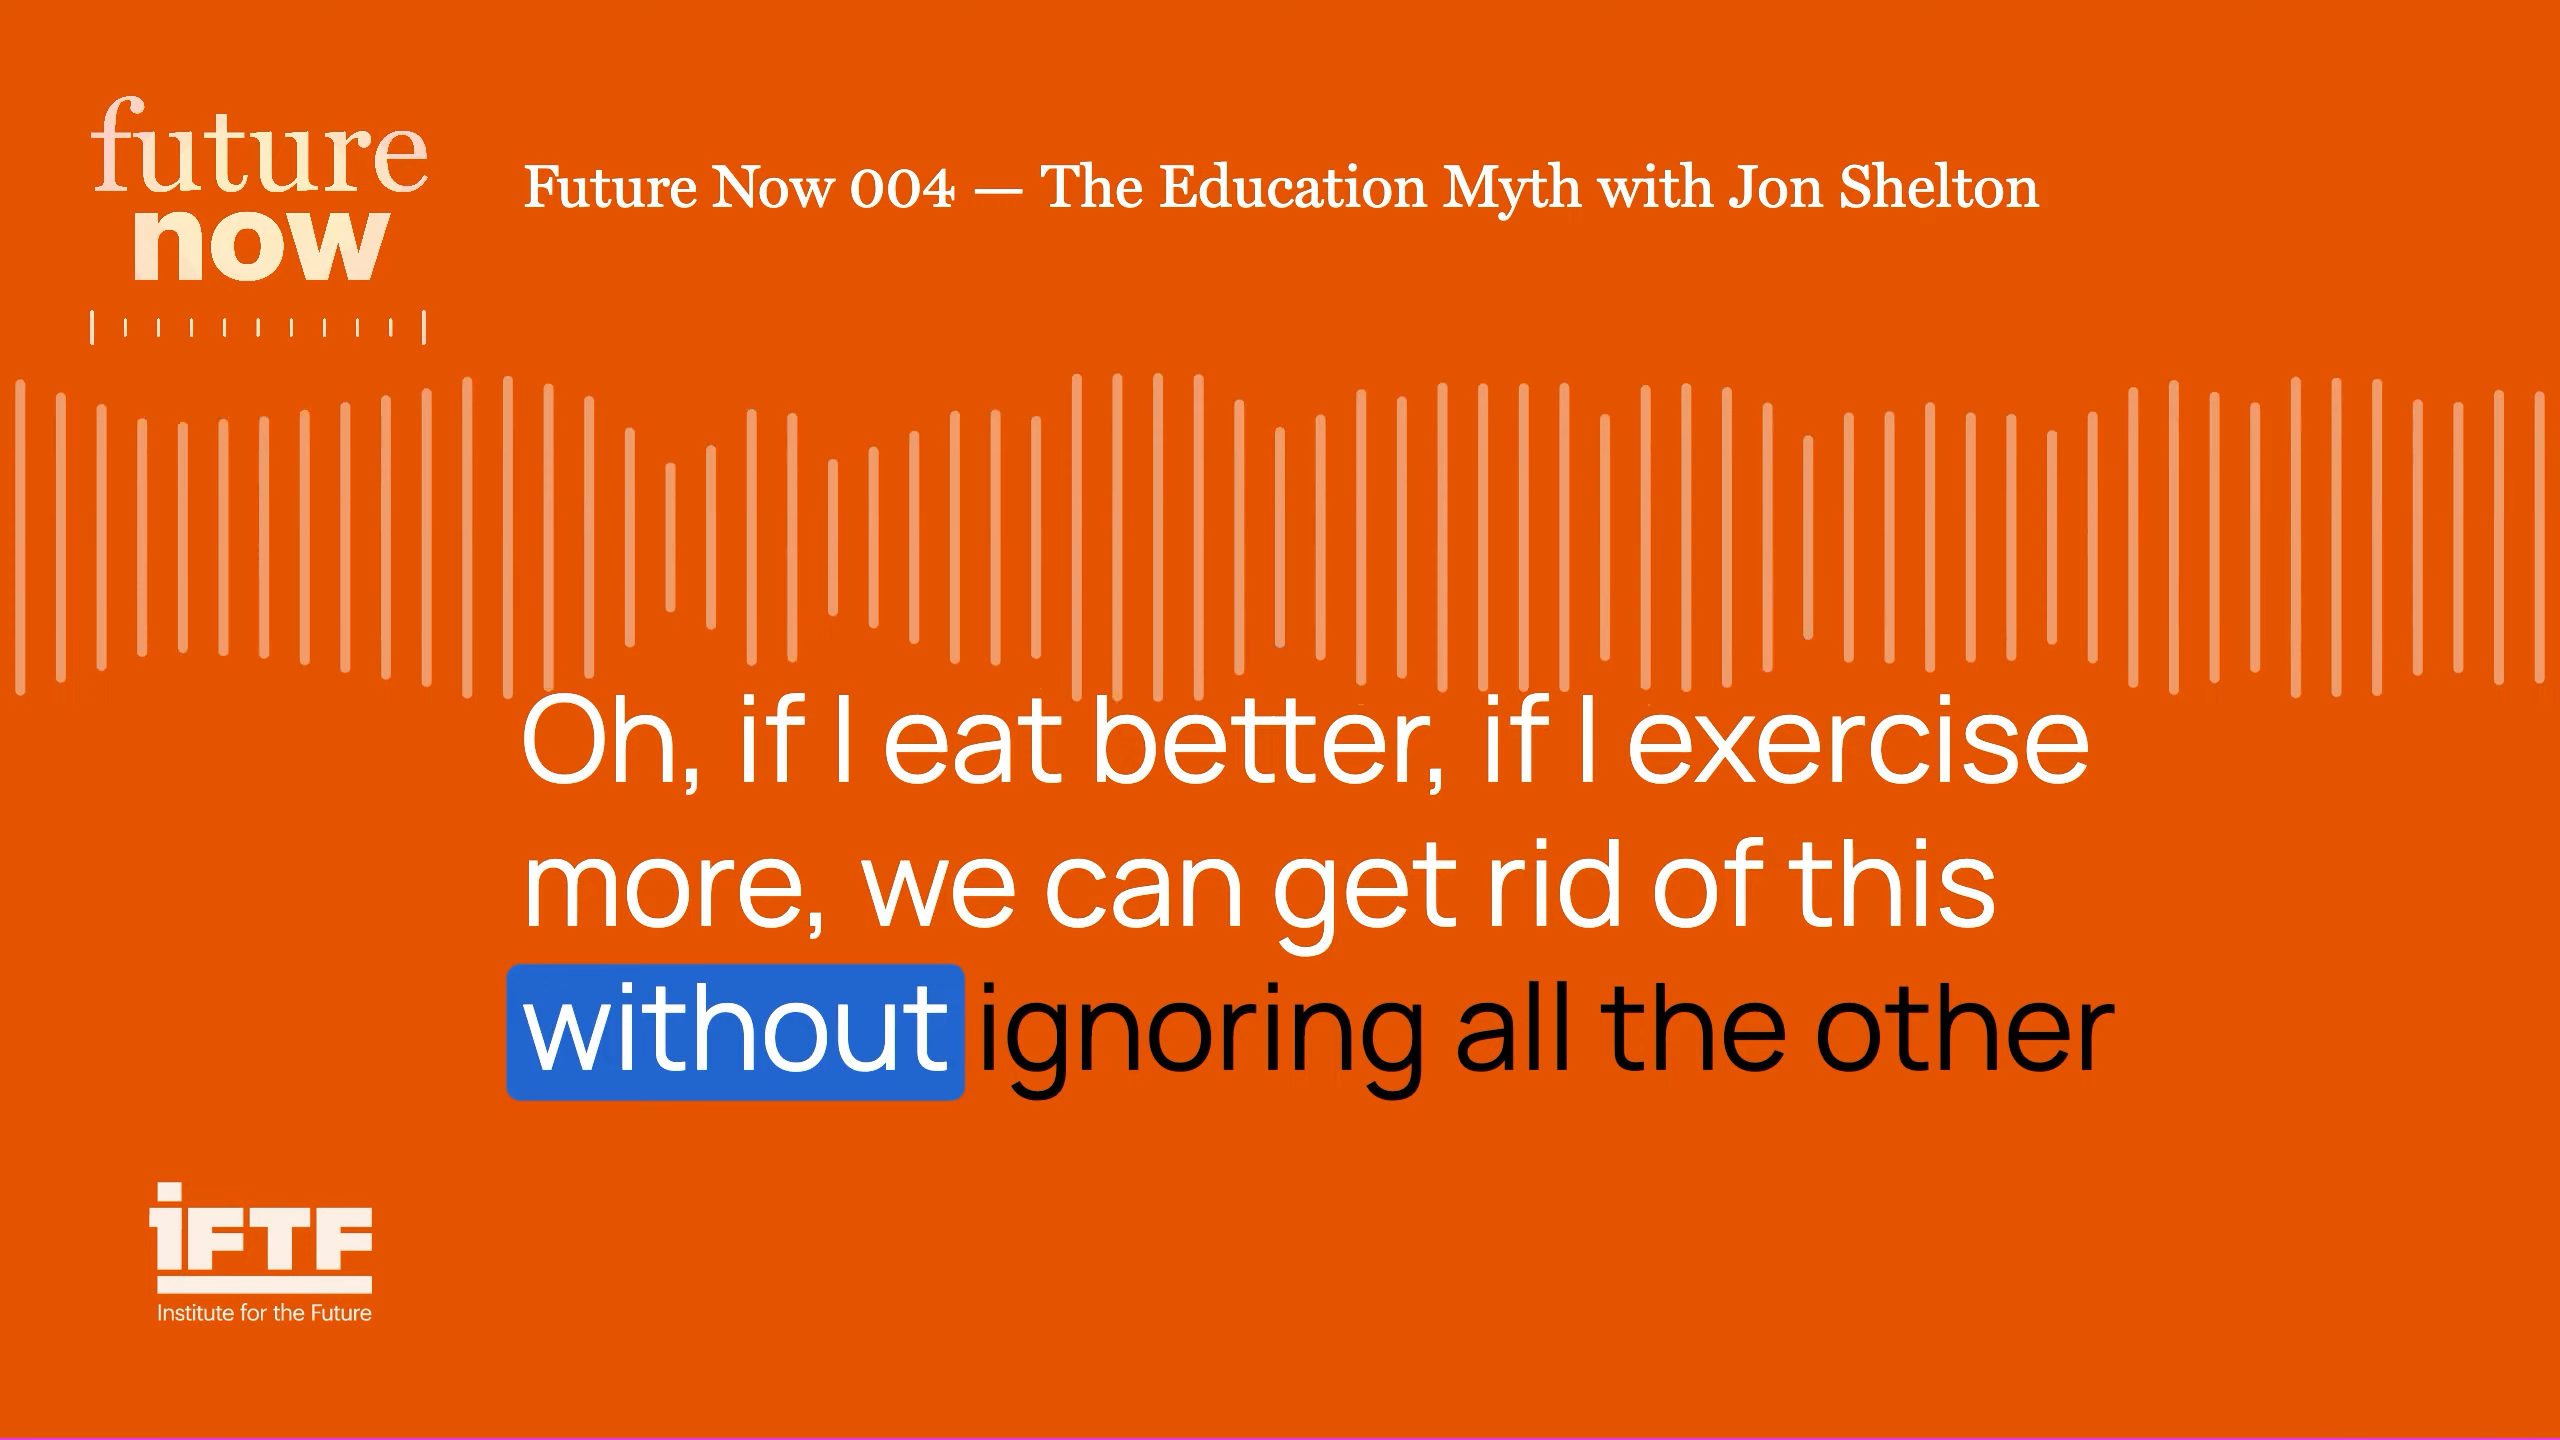 future
now
Future Now 004 — The Education Myth with Jon Shelton
Oh, if I eat better, if I exercise
more, we can get rid of this
without ignoring all the other
iFTF
Institute for the Future